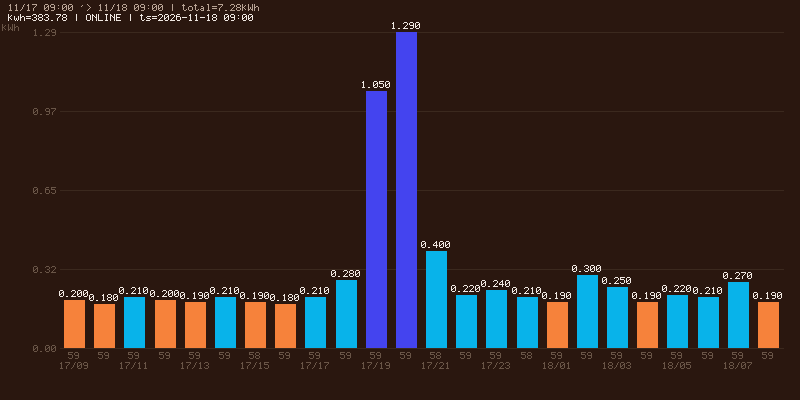 11/17 09:00 -> 11/18 09:00 | total=7.28kWh
Kwh=383.78 | ONLINE | ts=2026-11-18 09:00
kWh
1.290
1.29
1.050
0.97
0.65
0.400
0.32
0.200 0.180 0.210 0.200 0.190 0.210 0.190 0.180 0.210 0.280 0.220 0.240 0.210 0.190 0.300 0.250 0.190 0.220 0.210 0.270 0.190
0.00
59 59 59 59 59 59 58 59 59 59 59 59 58 59 59 58 59 59 59 59 59 59 59 59
17/09 17/11 17/13 17/15 17/17 17/19 17/21 17/23 18/01 18/03 18/05 18/07